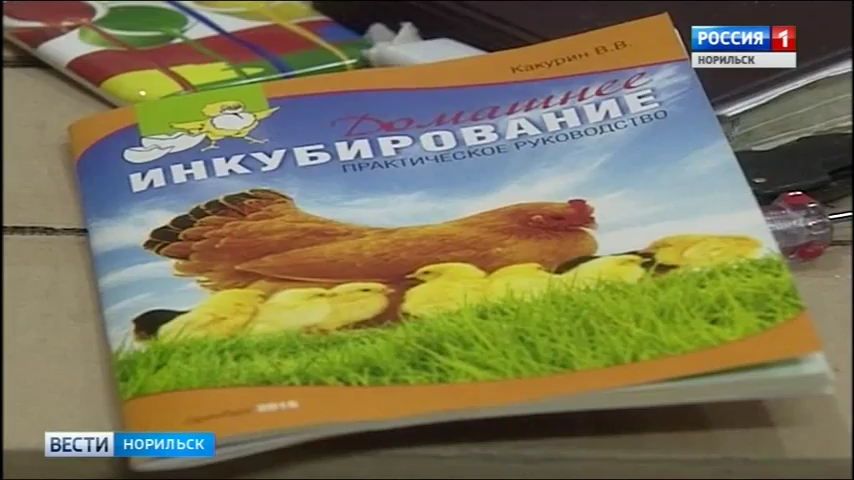 РОССИЯ 1
НОРИЛЬСК
Какурин В.В.
Домашнее
ИНКУБИРОВАНИЕ
ПРАКТИЧЕСКОЕ РУКОВОДСТВО
2015
ВЕСТИ НОРИЛЬСК